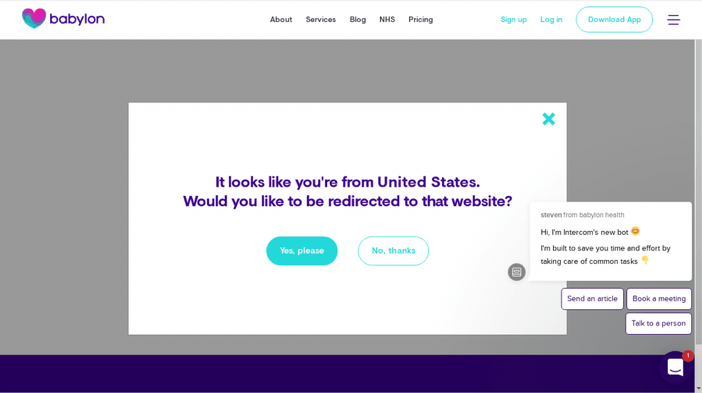 babylon
About Services Blog NHS Pricing
Sign up Log in Download App
It looks like you're from United States.
Would you like to be redirected to that website?
Yes, please No, thanks
steven from babylon health
Hi, I'm Intercom's new bot 😊
I'm built to save you time and effort by
taking care of common tasks 👇
Send an article Book a meeting
Talk to a person
1